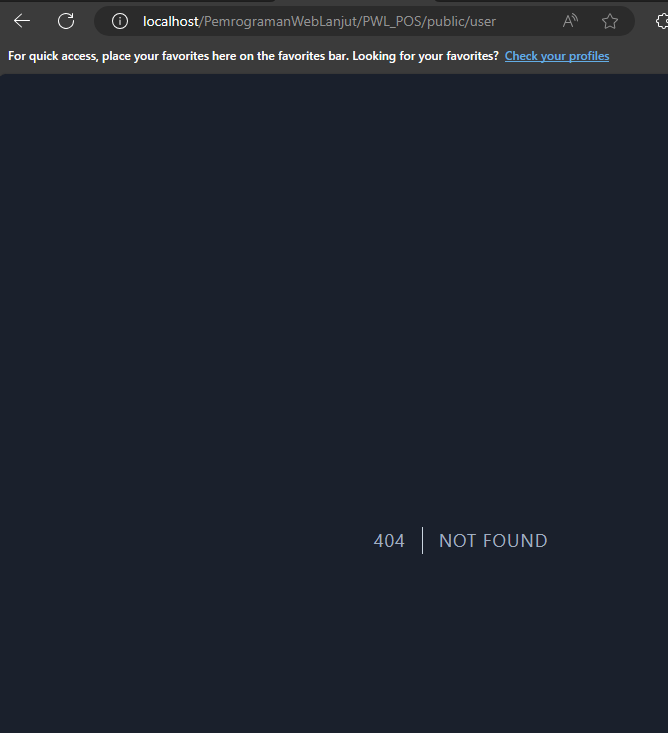 localhost/PemrogramanWebLanjut/PWL_POS/public/user
For quick access, place your favorites here on the favorites bar. Looking for your favorites? Check your profiles
404 NOT FOUND